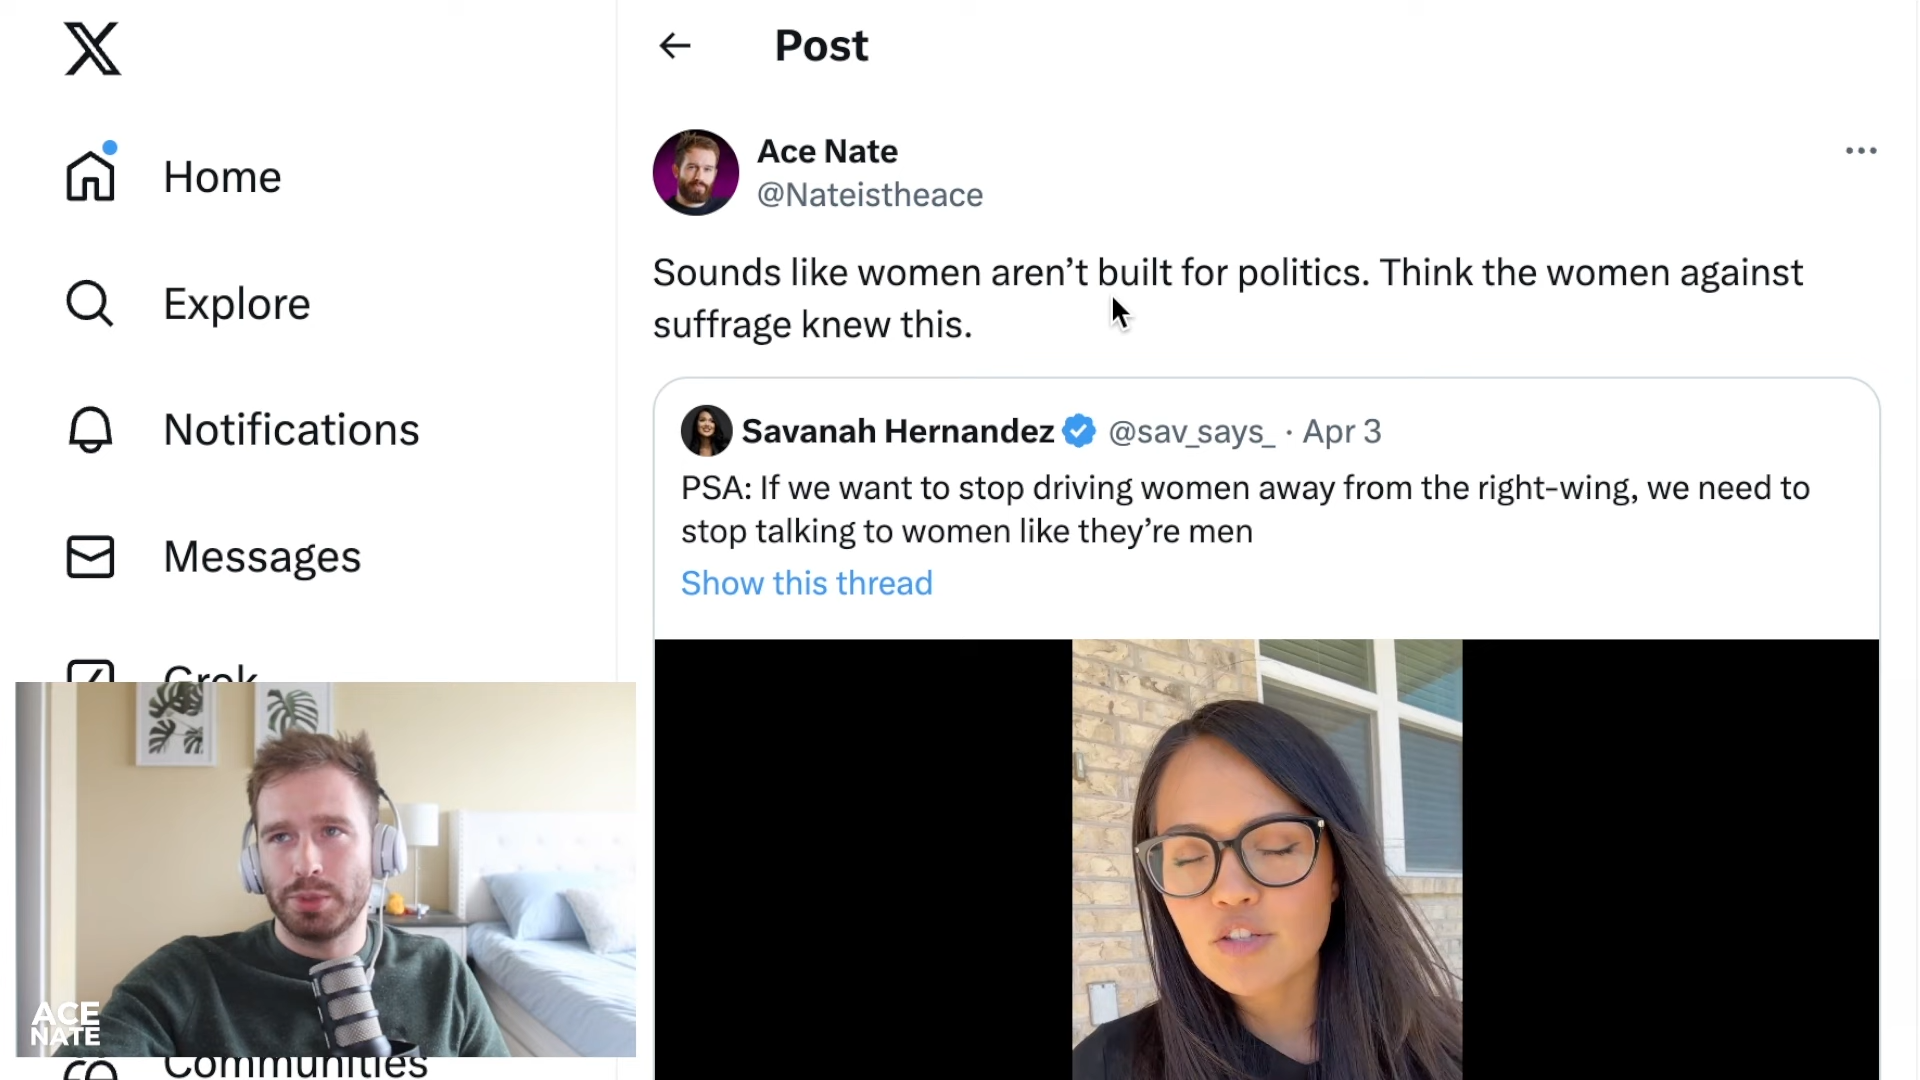 Post
Home
Explore
Notifications
Messages
Grok
Communities
Ace Nate
@Nateistheace
Sounds like women aren’t built for politics. Think the women against
suffrage knew this.
Savanah Hernandez @sav_says_ · Apr 3
PSA: If we want to stop driving women away from the right-wing, we need to
stop talking to women like they’re men
Show this thread
ACE
NATE